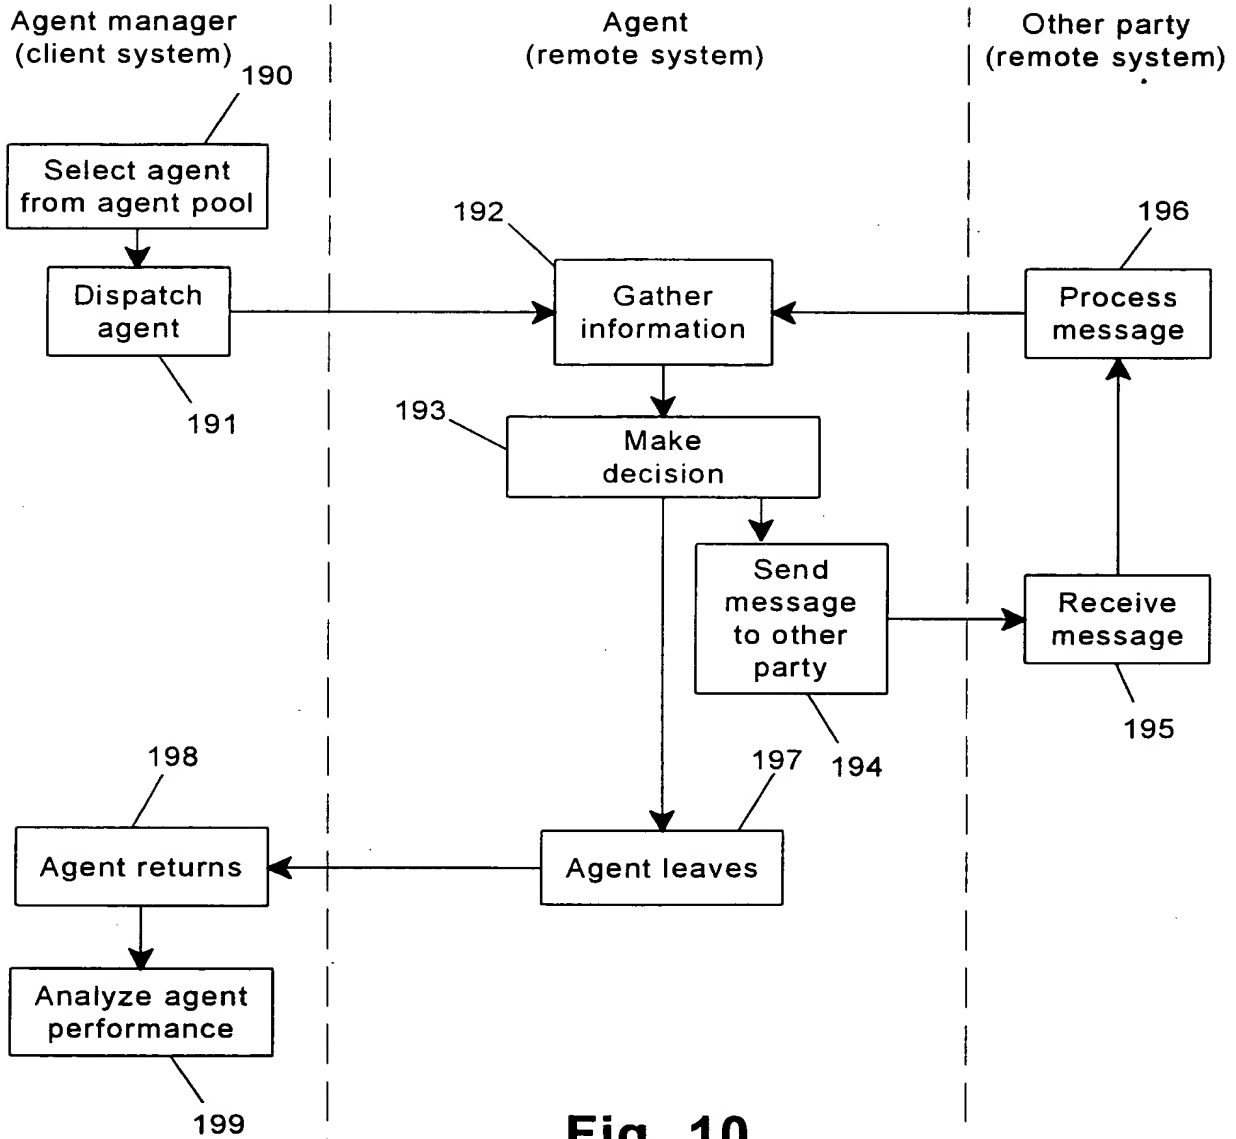 Agent manager
(client system)
Agent
(remote system)
Other party
(remote system)
190
Select agent
from agent pool
192
196
Dispatch
agent
Gather
information
Process
message
191
193
Make
decision
Send
message
to other
party
Receive
message
195
198
197
194
Agent returns
Agent leaves
Analyze agent
performance
199
Fig. 10